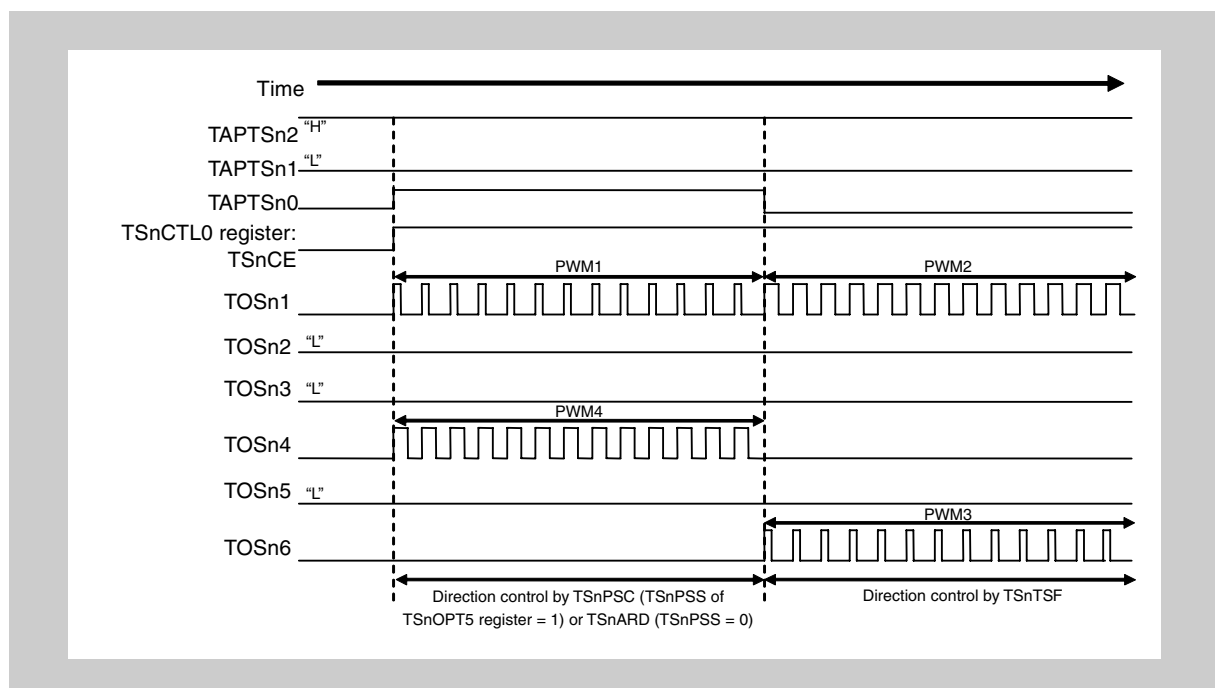 Time
TAPTSn2 “H”
TAPTSn1 “L”
TAPTSn0
TSnCTL0 register:
TSnCE
PWM1 PWM2
TOSn1
TOSn2 “L”
TOSn3 “L”
PWM4
TOSn4
TOSn5 “L”
PWM3
TOSn6
Direction control by TSnPSC (TSnPSS of
TSnOPT5 register = 1) or TSnARD (TSnPSS = 0)
Direction control by TSnTSF